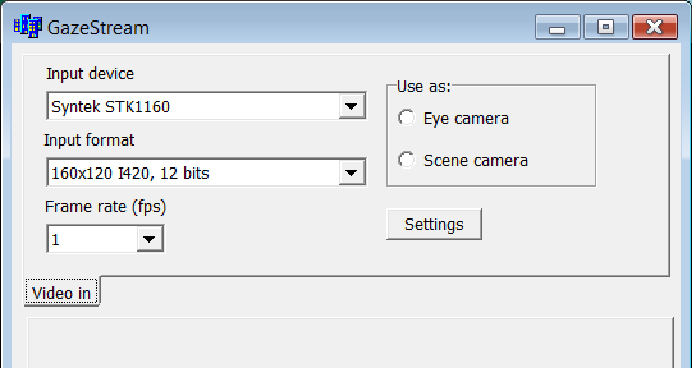 GazeStream
Input device
Syntek STK1160
Input format
160x120 I420, 12 bits
Frame rate (fps)
1
Use as:
Eye camera
Scene camera
Settings
Video in